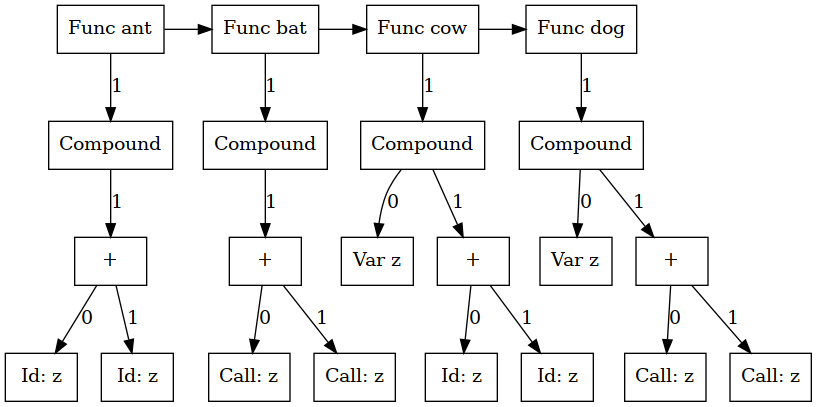 Func ant
Func bat
Func cow
Func dog
1
1
1
1
Compound
Compound
Compound
Compound
1
1
0
1
0
1
+
+
Var z
+
Var z
+
0
1
0
1
0
1
0
1
Id: z
Id: z
Call: z
Call: z
Id: z
Id: z
Call: z
Call: z